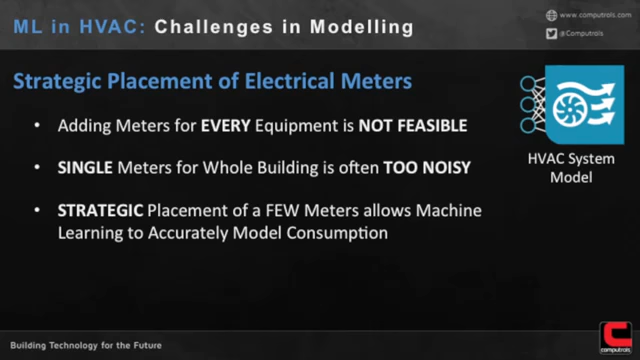 ML in HVAC: Challenges in Modelling
www.computrols.com
@Computrols
Strategic Placement of Electrical Meters
• Adding Meters for EVERY Equipment is NOT FEASIBLE
• SINGLE Meters for Whole Building is often TOO NOISY
• STRATEGIC Placement of a FEW Meters allows Machine
Learning to Accurately Model Consumption
HVAC System
Model
Building Technology for the Future
computrols